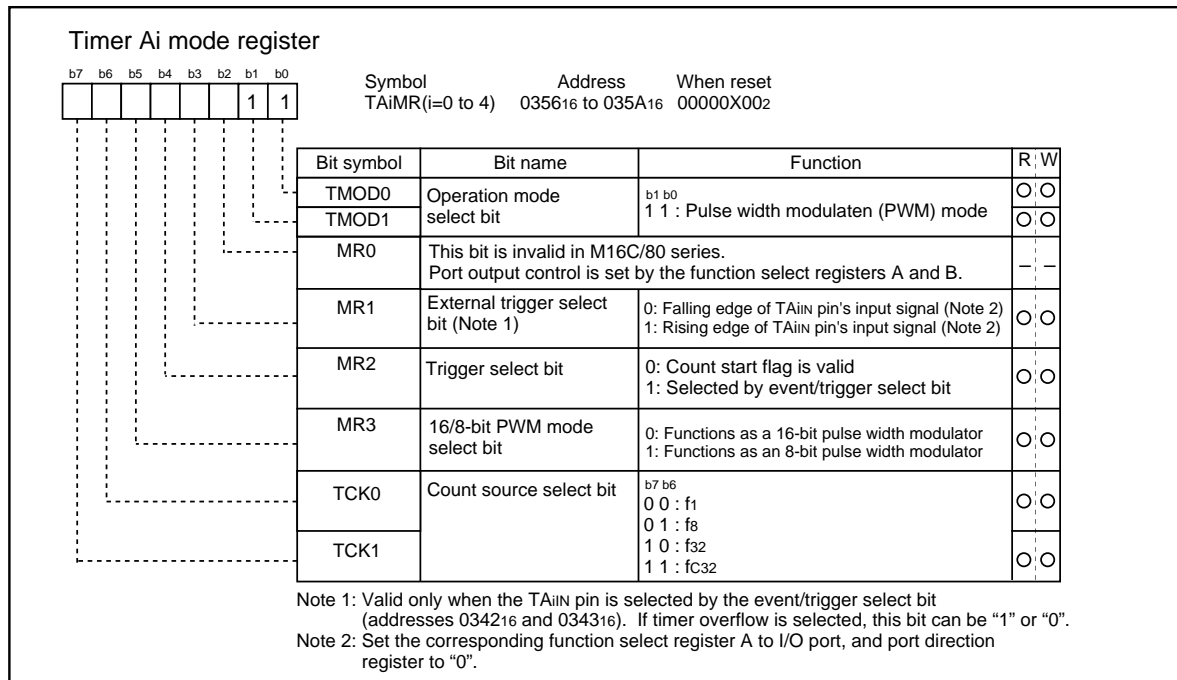 Timer Ai mode register
b7 b6 b5 b4 b3 b2 b1 b0
1 1
Symbol Address When reset
TAiMR(i=0 to 4) 035616 to 035A16 00000X002
Bit symbol Bit name Function R W
TMOD0 Operation mode select bit b1 b0
TMOD1 1 1 : Pulse width modulaten (PWM) mode
MR0 This bit is invalid in M16C/80 series.
Port output control is set by the function select registers A and B. – –
MR1 External trigger select bit (Note 1) 0: Falling edge of TAiIN pin's input signal (Note 2)
1: Rising edge of TAiIN pin's input signal (Note 2)
MR2 Trigger select bit 0: Count start flag is valid
1: Selected by event/trigger select bit
MR3 16/8-bit PWM mode select bit 0: Functions as a 16-bit pulse width modulator
1: Functions as an 8-bit pulse width modulator
TCK0 Count source select bit b7 b6
0 0 : f1
0 1 : f8
TCK1 1 0 : f32
1 1 : fC32
Note 1: Valid only when the TAiIN pin is selected by the event/trigger select bit
(addresses 034216 and 034316). If timer overflow is selected, this bit can be “1” or “0”.
Note 2: Set the corresponding function select register A to I/O port, and port direction
register to “0”.